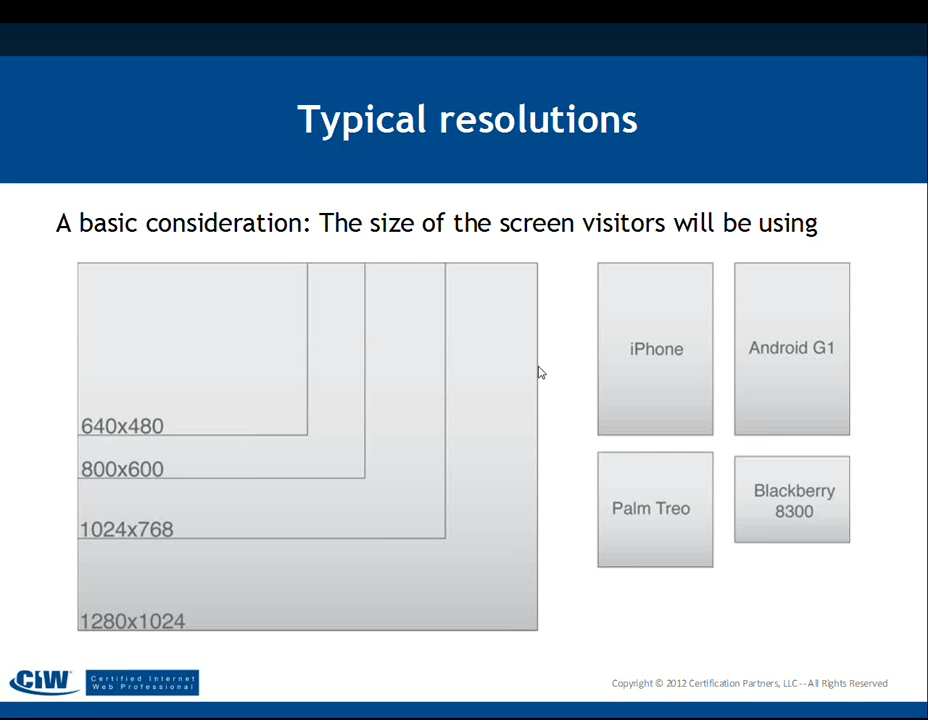 Typical resolutions
A basic consideration: The size of the screen visitors will be using
640x480
800x600
1024x768
1280x1024
iPhone
Android G1
Palm Treo
Blackberry
8300
CIW
Certified Internet
Web Professional
Copyright © 2012 Certification Partners, LLC -- All Rights Reserved